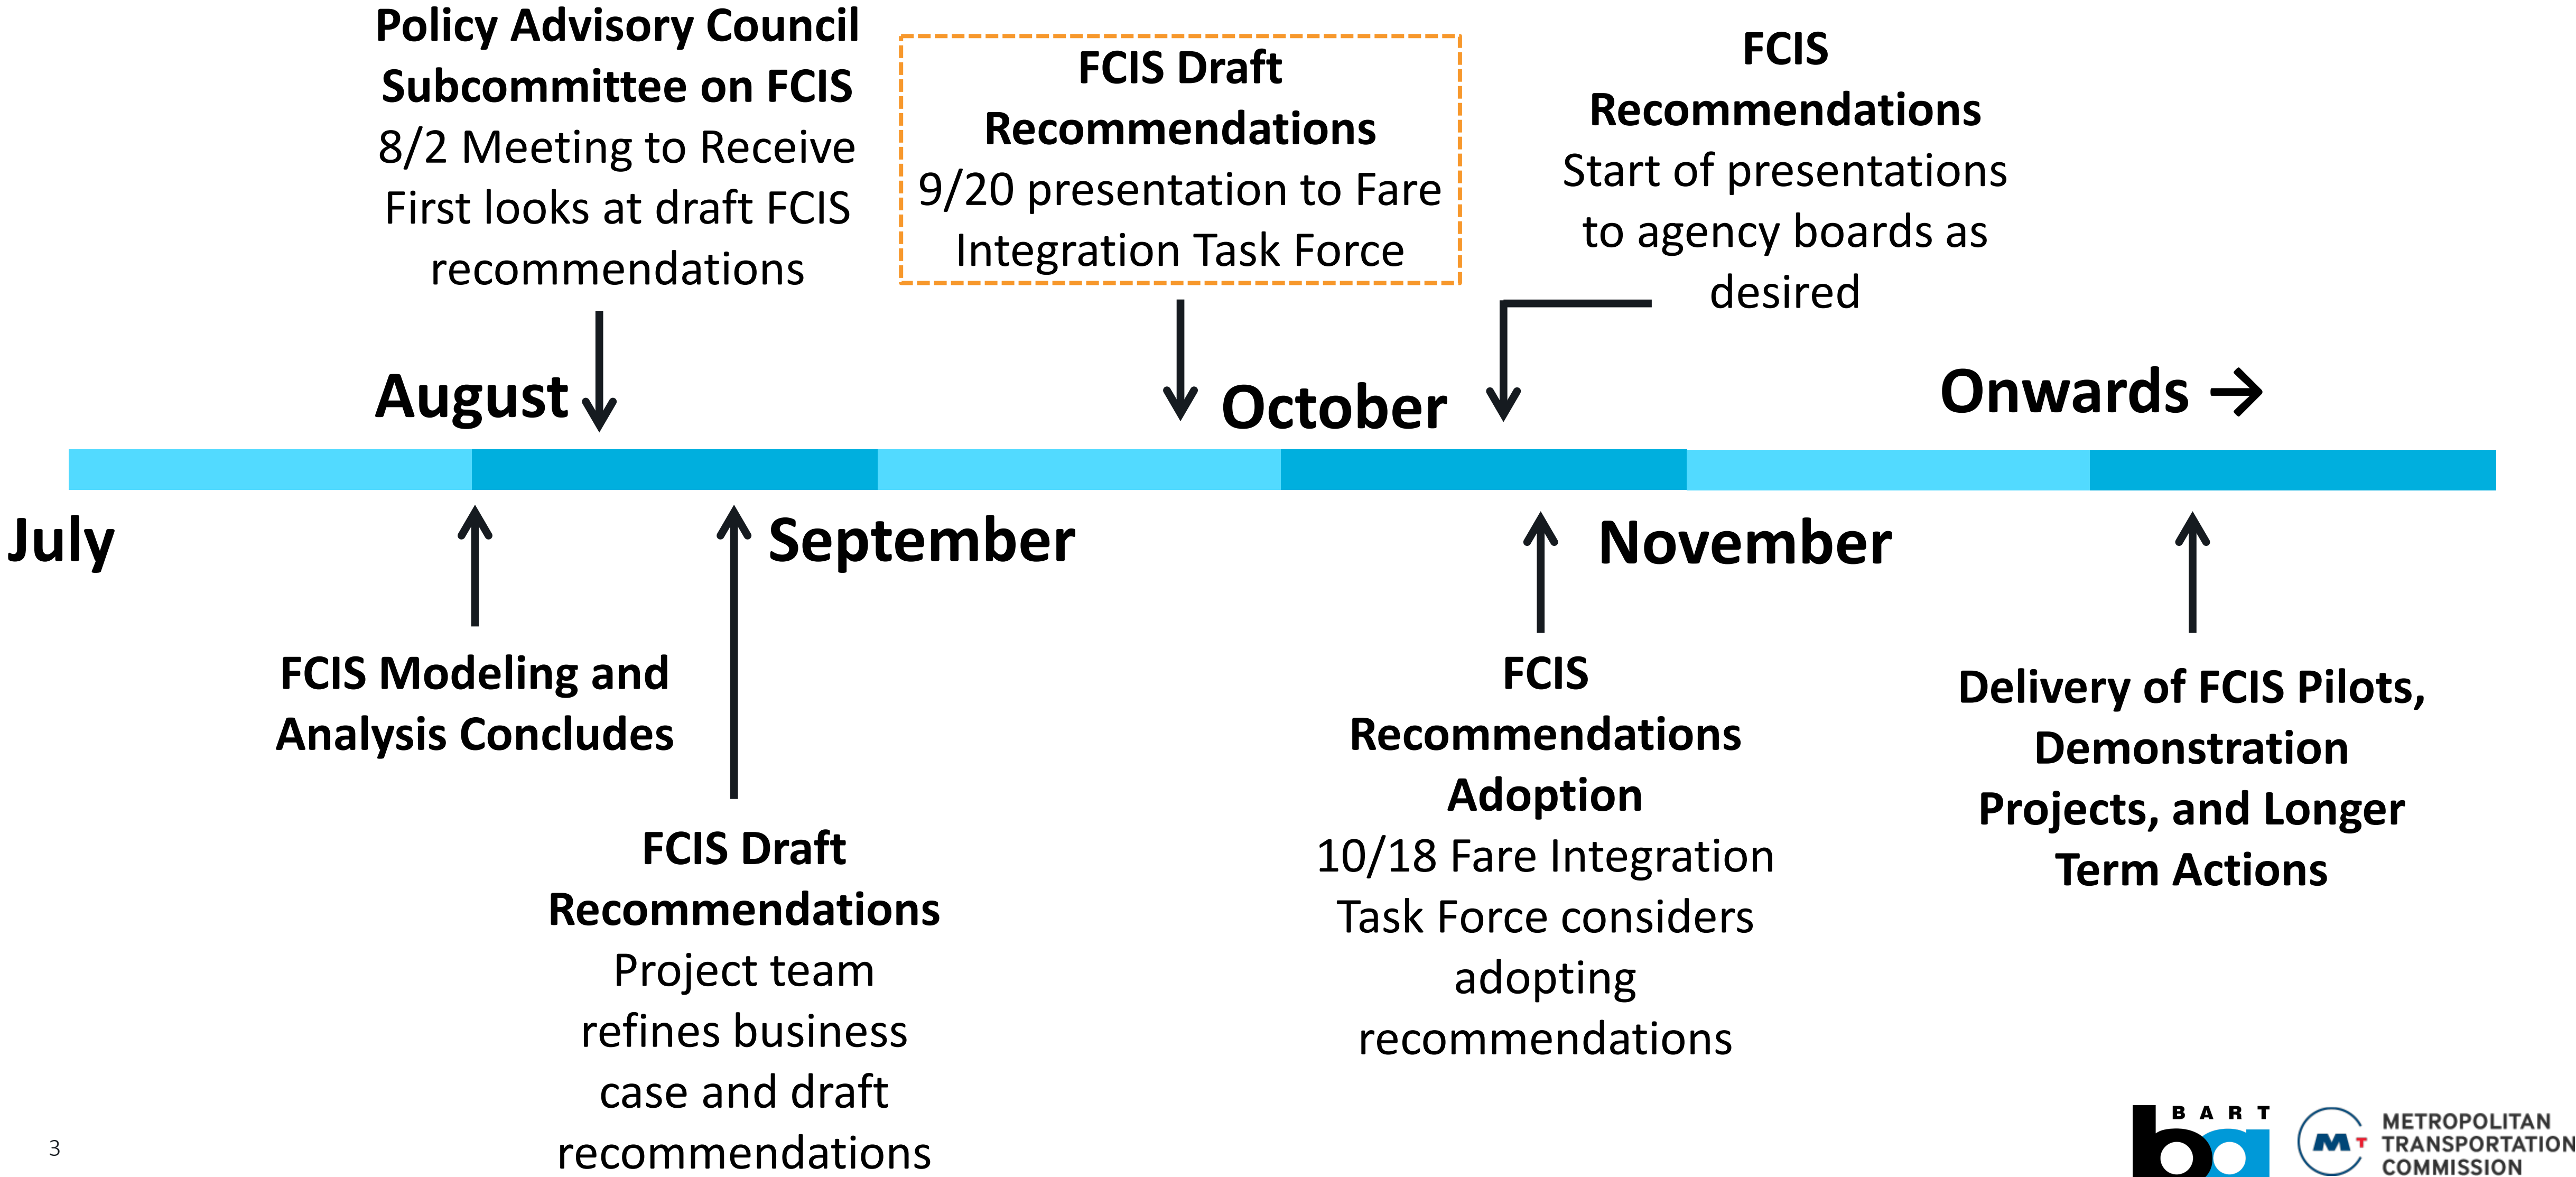 Policy Advisory Council
Subcommittee on FCIS
8/2 Meeting to Receive
First looks at draft FCIS
recommendations
FCIS Draft
Recommendations
9/20 presentation to Fare
Integration Task Force
FCIS
Recommendations
Start of presentations
to agency boards as
desired
August
October
Onwards →
July
September
November
FCIS Modeling and
Analysis Concludes
FCIS Draft
Recommendations
Project team
refines business
case and draft
recommendations
FCIS
Recommendations
Adoption
10/18 Fare Integration
Task Force considers
adopting
recommendations
Delivery of FCIS Pilots,
Demonstration
Projects, and Longer
Term Actions
3
BART
ba
MT
METROPOLITAN
TRANSPORTATION
COMMISSION